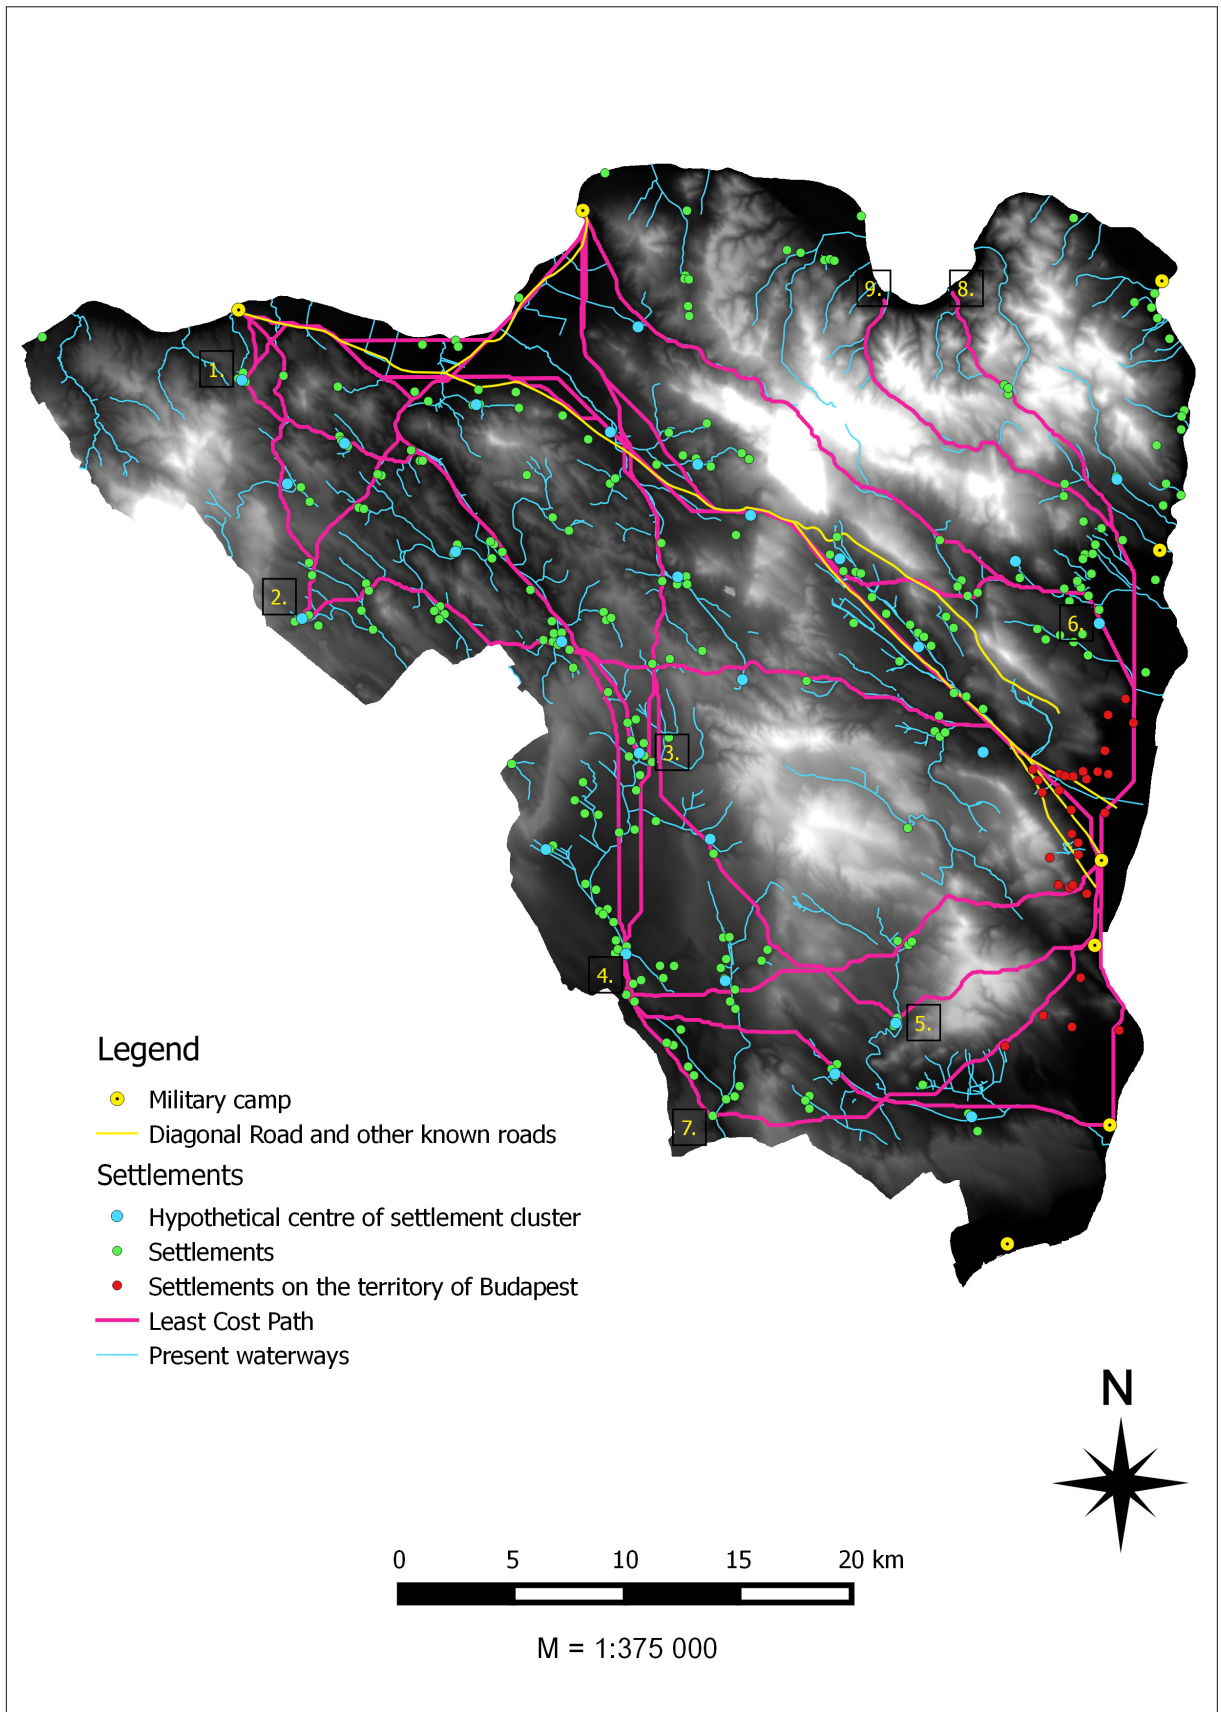 9.
8.
1.
2.
6.
3.
4.
5.
7.
Legend
Military camp
Diagonal Road and other known roads
Settlements
Hypothetical centre of settlement cluster
Settlements
Settlements on the territory of Budapest
Least Cost Path
Present waterways
N
0 5 10 15 20 km
M = 1:375 000